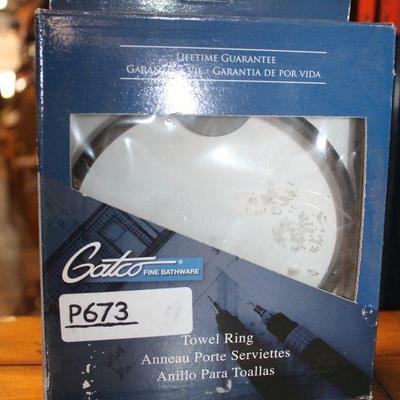 LIFETIME GUARANTEE
GARANTIE À VIE • GARANTIA DE POR VIDA
Gatco®
FINE BATHWARE
P673
Towel Ring
Anneau Porte Serviettes
Anillo Para Toallas